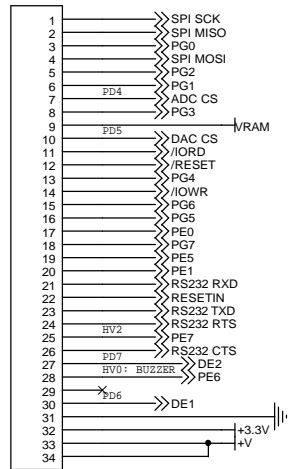 1 SPI SCK
2 SPI MISO
3 PG0
4 SPI MOSI
5 PG2
6 PG1
PD4
7 ADC CS
8 PG3
9 VRAM
PD5
10 DAC CS
11 /IORD
12 /RESET
13 PG4
14 /IOWR
15 PG6
16 PG5
17 PE0
18 PG7
19 PE5
20 PE1
21 RS232 RXD
22 RESETIN
23 RS232 TXD
24 RS232 RTS
HV2
25 PE7
26 RS232 CTS
PD7
27 DE2
HV0: BUZZER
28 PE6
29
PD6
30 DE1
31
32 +3.3V
33 +V
34